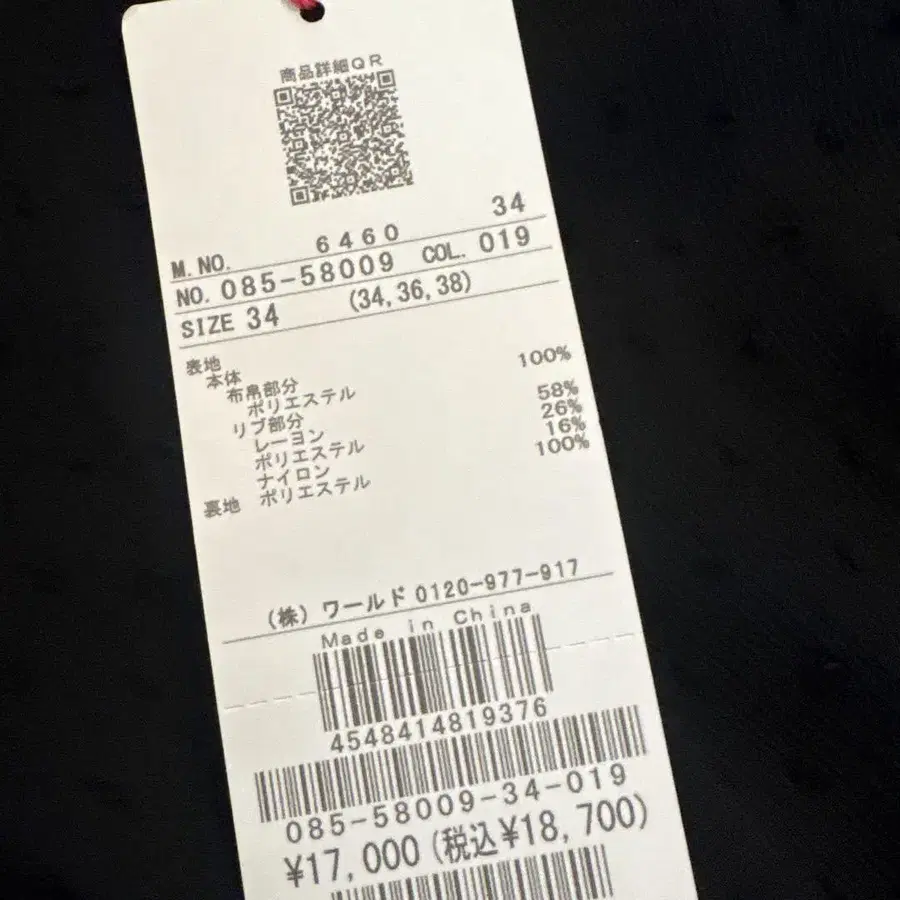 商品詳細QR
34
M.NO. 6460
NO. 085-58009 COL. 019
SIZE 34 (34, 36, 38)
表地
本体
布帛部分
ポリエステル 100%
リブ部分
レーヨン 58%
ポリエステル 26%
ナイロン 16%
裏地 ポリエステル 100%
(株) ワールド 0120-977-917
Made in China
4548414819376
085-58009-34-019
¥17,000 (税込¥18,700)